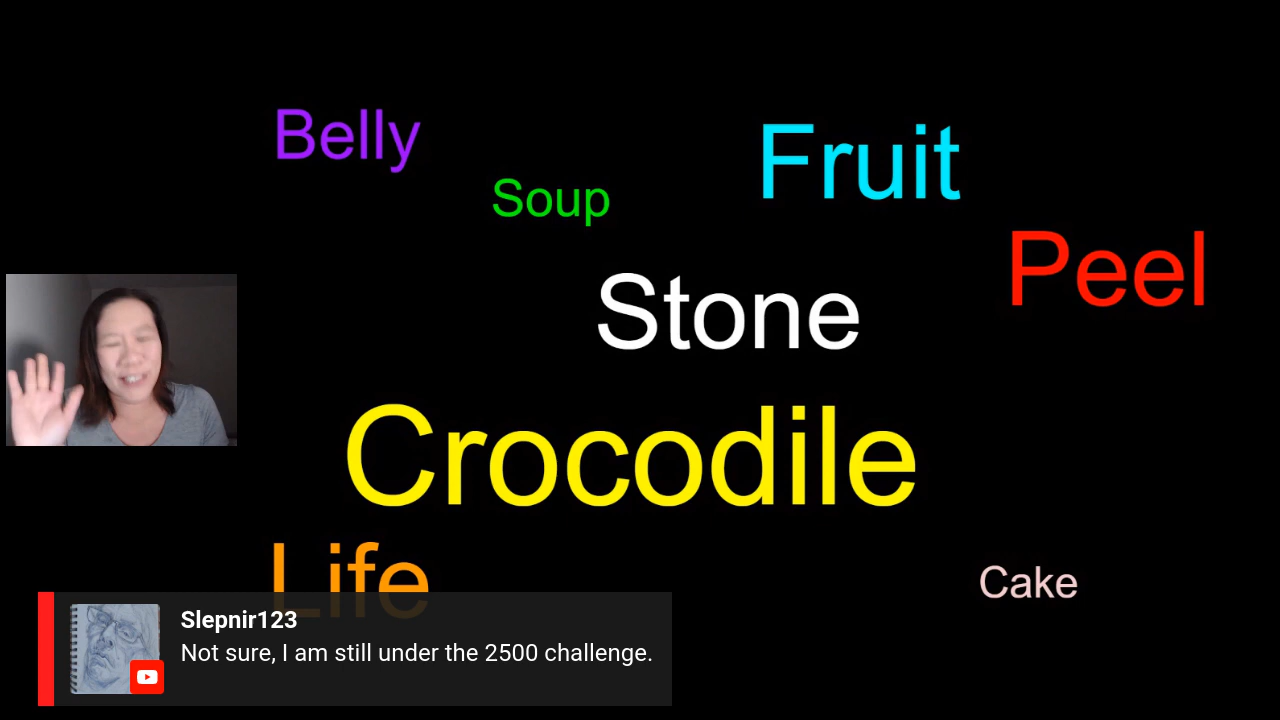 Belly
Soup
Fruit
Peel
Stone
Crocodile
Life
Cake
Slepnir123
Not sure, I am still under the 2500 challenge.